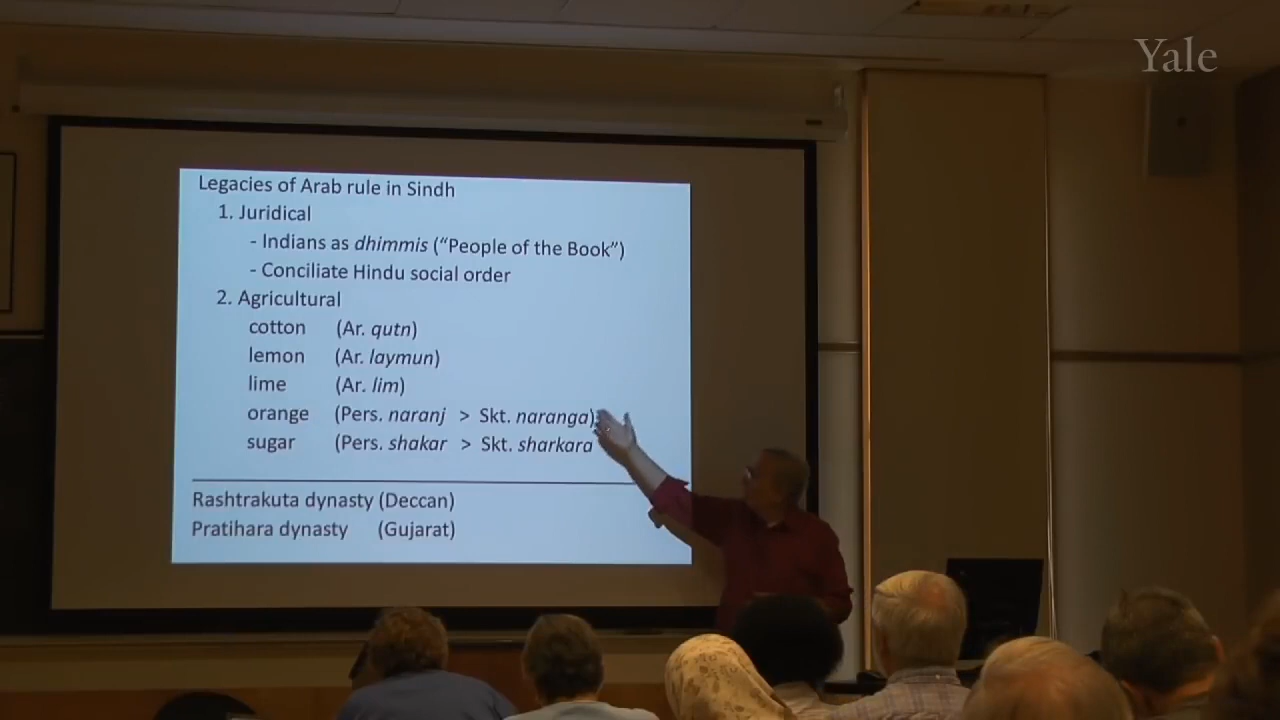 Yale
Legacies of Arab rule in Sindh
1. Juridical
- Indians as dhimmis (“People of the Book”)
- Conciliate Hindu social order
2. Agricultural
cotton (Ar. qutn)
lemon (Ar. laymun)
lime (Ar. lim)
orange (Pers. naranj > Skt. naranga)
sugar (Pers. shakar > Skt. sharkara
Rashtrakuta dynasty (Deccan)
Pratihara dynasty (Gujarat)